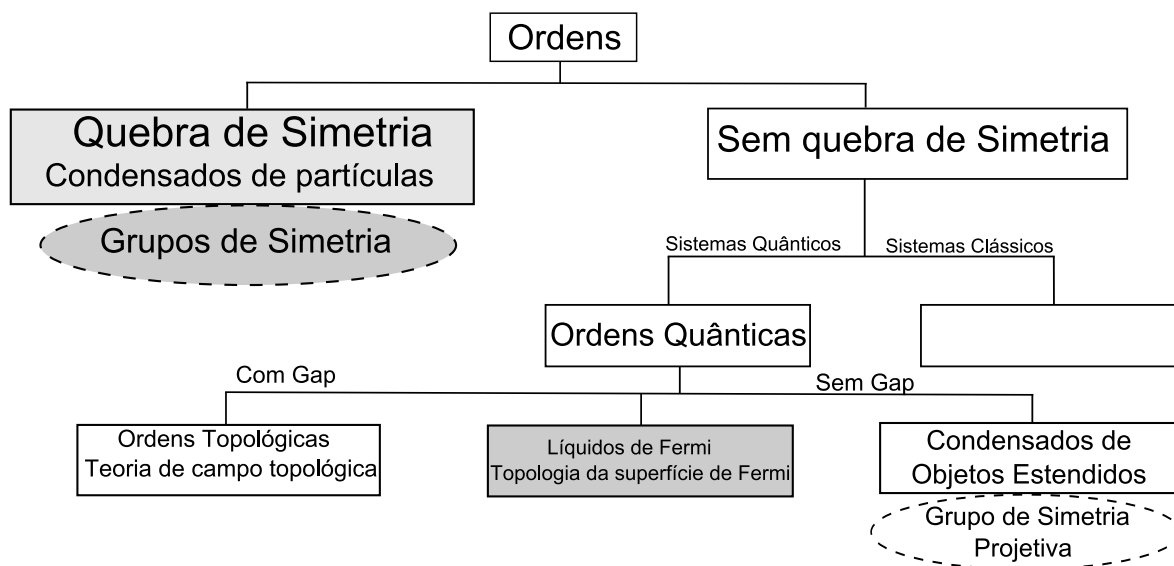 Ordens
Quebra de Simetria
Condensados de partículas
Grupos de Simetria
Sem quebra de Simetria
Sistemas Quânticos
Sistemas Clássicos
Ordens Quânticas
Com Gap
Sem Gap
Ordens Topológicas
Teoria de campo topológica
Líquidos de Fermi
Topologia da superfície de Fermi
Condensados de
Objetos Estendidos
Grupo de Simetria
Projetiva